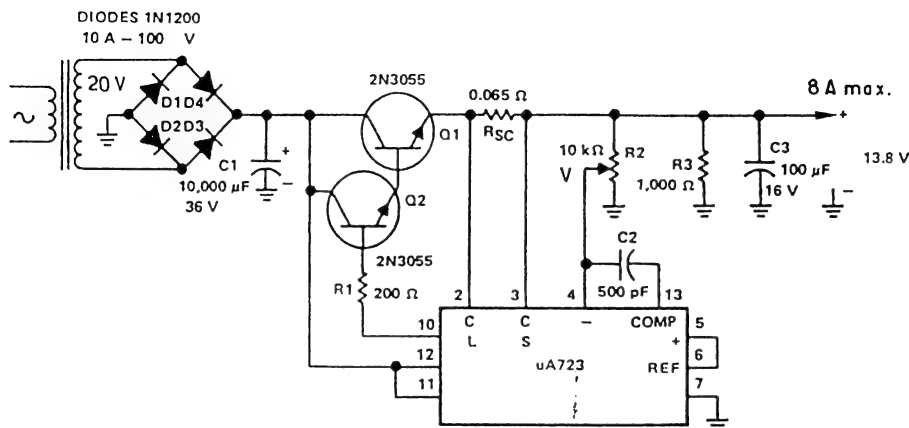 DIODES 1N1200
10 A – 100 V
20 V
D1 D4
D2 D3
C1
10,000 µF
36 V
+
−
2N3055
Q1
Q2
2N3055
R1
200 Ω
0.065 Ω
RSC
8 A max.
+
10 kΩ
V
R2
R3
1,000 Ω
C3
100 µF
16 V
13.8 V
−
C2
500 pF
2
3
4
13
C L
C S
−
COMP
5
+
6
REF
7
10
12
11
uA723